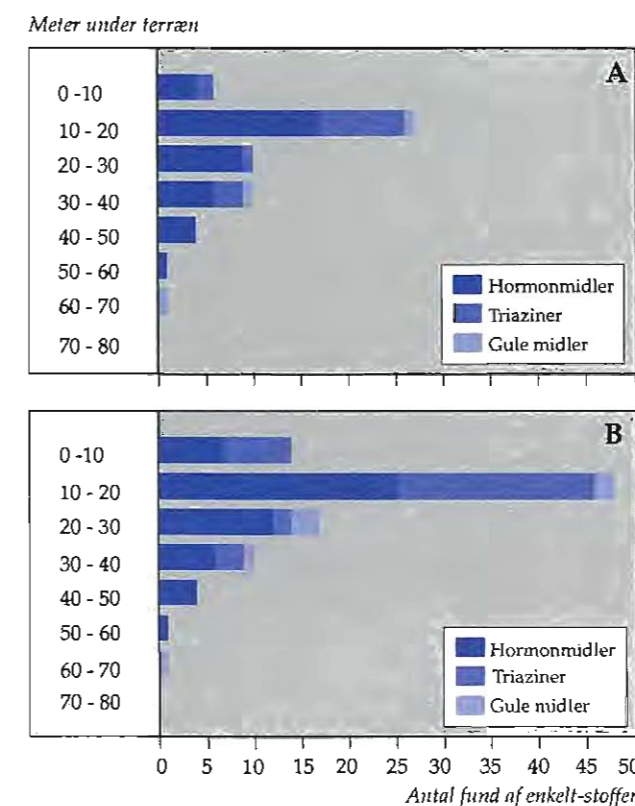 Meter under terræn
A
0 -10
10 - 20
20 - 30
30 - 40
40 - 50
50 - 60
60 - 70
70 - 80
Hormonmidler
Triaziner
Gule midler
B
0 -10
10 - 20
20 - 30
30 - 40
40 - 50
50 - 60
60 - 70
70 - 80
Hormonmidler
Triaziner
Gule midler
0 5 10 15 20 25 30 35 40 45 50
Antal fund af enkelt-stoffer